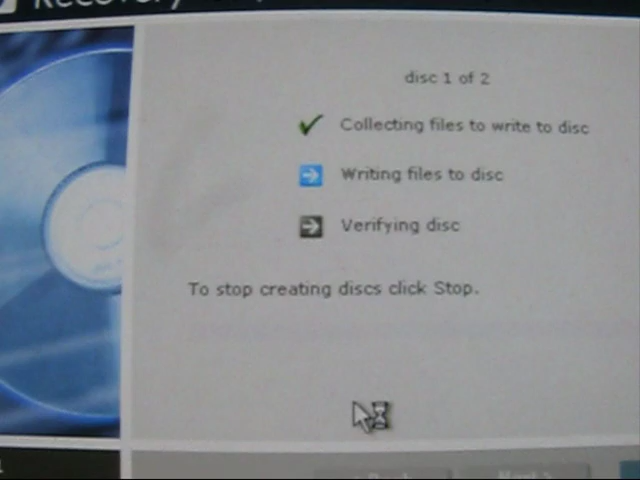 Recovery
disc 1 of 2
Collecting files to write to disc
Writing files to disc
Verifying disc
To stop creating discs click Stop.